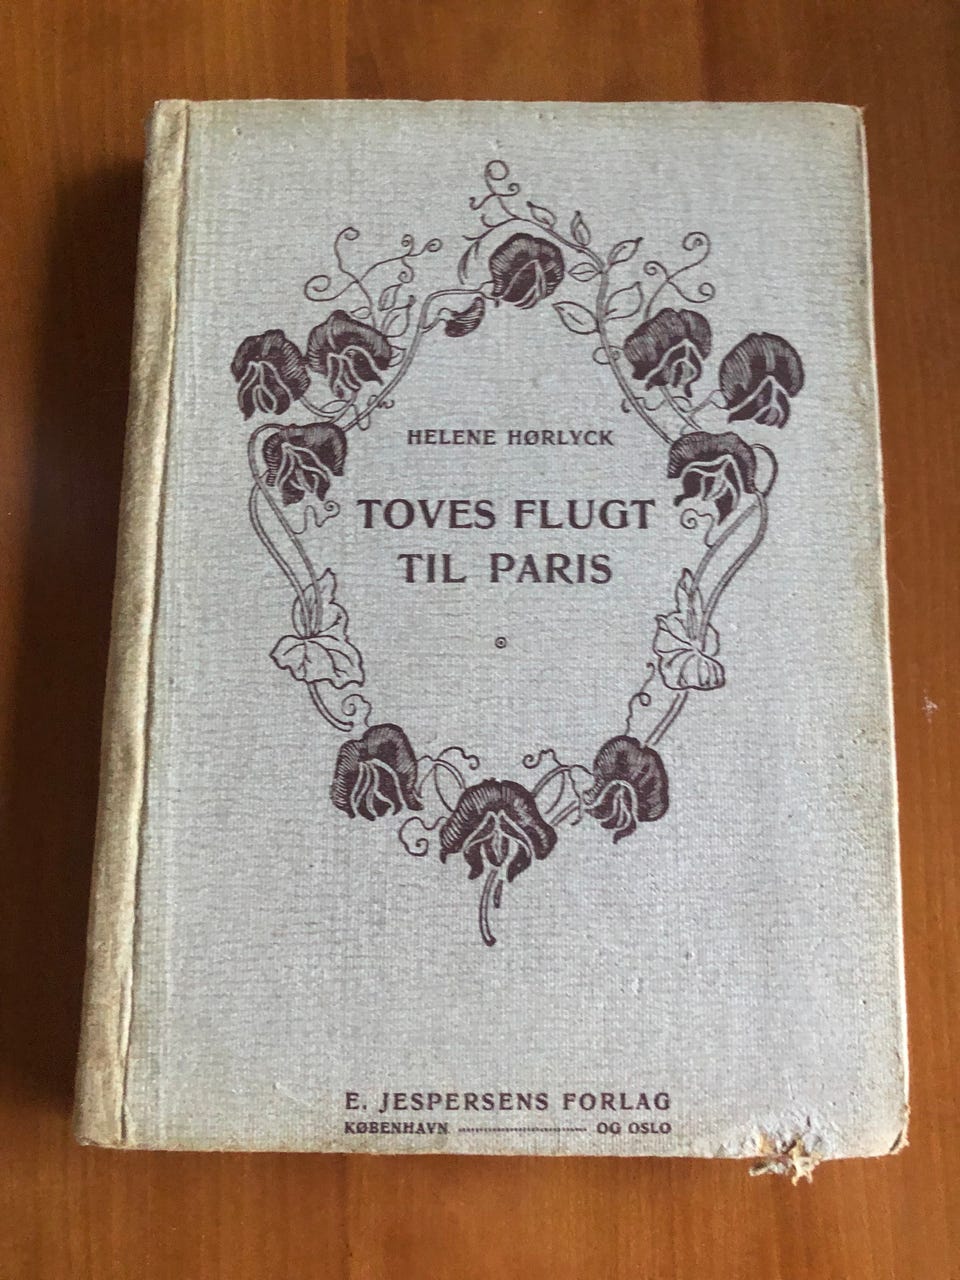 HELENE HØRLYCK
TOVES FLUGT
TIL PARIS
E. JESPERSENS FORLAG
KØBENHAVN OG OSLO